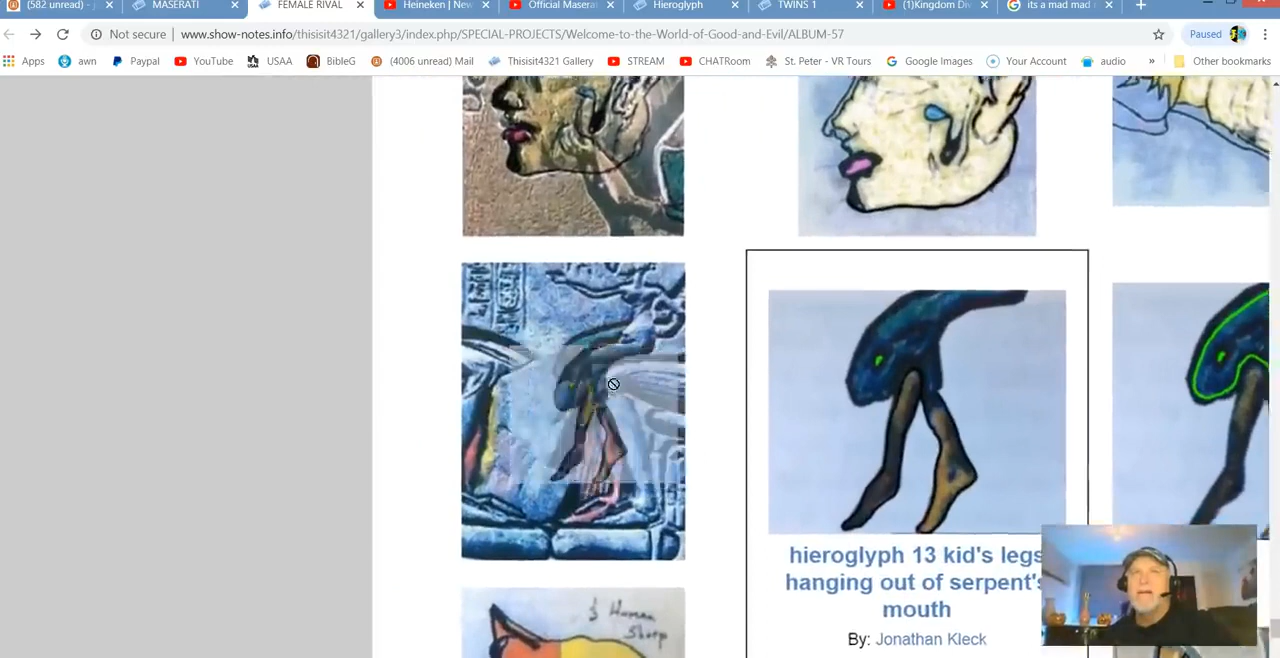 (582 unread) -
MASERATI
FEMALE RIVAL
Heineken | New
Official Masera
Hieroglyph
TWINS 1
(1)Kingdom Div
its a mad mad
Not secure | www.show-notes.info/thisisit4321/gallery3/index.php/SPECIAL-PROJECTS/Welcome-to-the-World-of-Good-and-Evil/ALBUM-57
Paused
Apps awn Paypal YouTube USAA BibleG (4006 unread) Mail Thisisit4321 Gallery STREAM CHATRoom St. Peter - VR Tours Google Images Your Account audio » Other bookmarks
hieroglyph 13 kid's legs
hanging out of serpent's
mouth
By: Jonathan Kleck
Human
Sheep